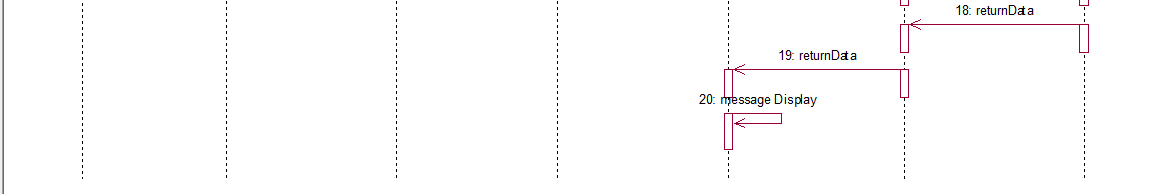 18: returnData
19: returnData
20: message Display